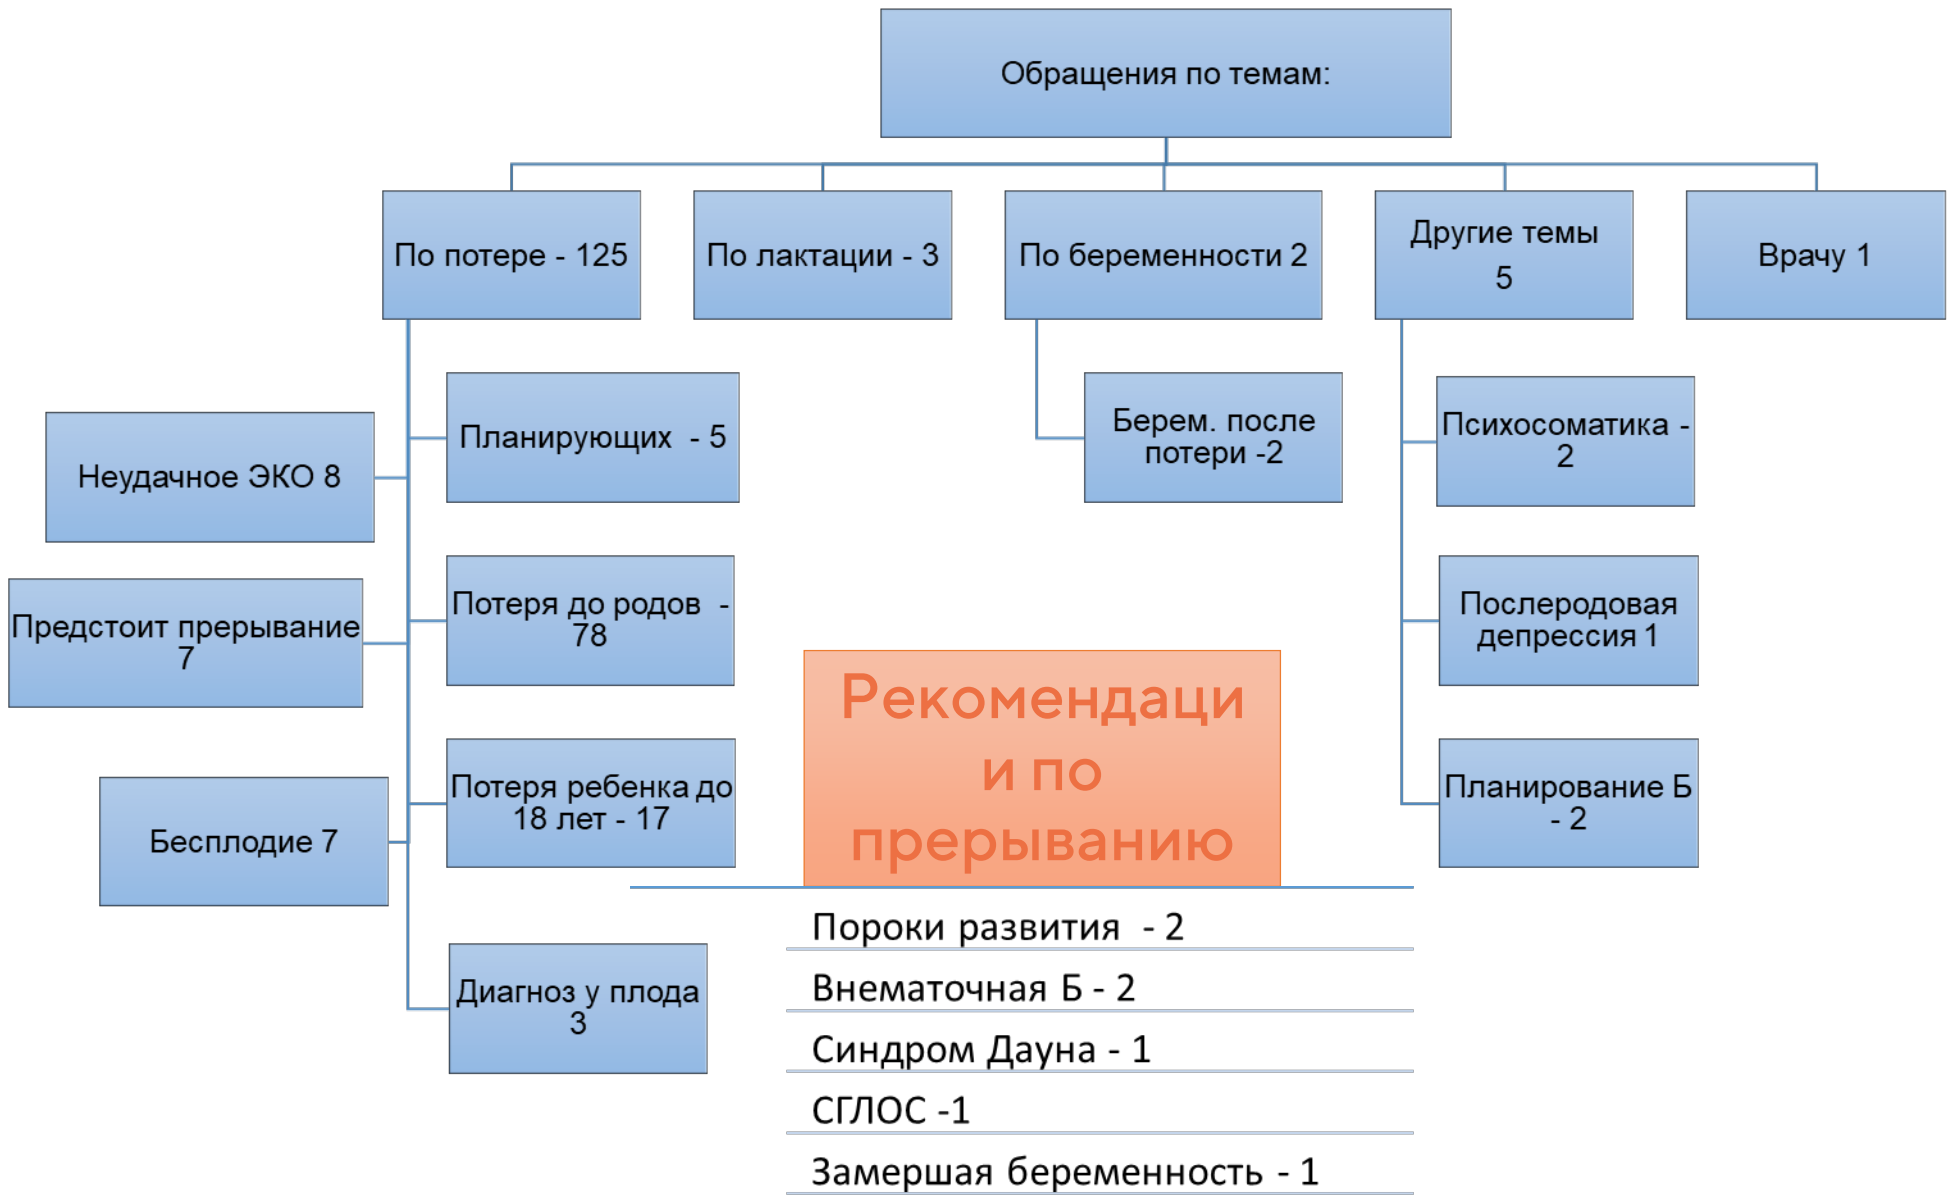 Обращения по темам:
По потере - 125
По лактации - 3
По беременности 2
Другие темы
5
Врачу 1
Неудачное ЭКО 8
Предстоит прерывание
7
Бесплодие 7
Планирующих - 5
Потеря до родов -
78
Потеря ребенка до
18 лет - 17
Диагноз у плода
3
Берем. после
потери -2
Психосоматика -
2
Послеродовая
депрессия 1
Планирование Б
- 2
Рекомендаци
и по
прерыванию
Пороки развития - 2
Внематочная Б - 2
Синдром Дауна - 1
СГЛОС -1
Замершая беременность - 1